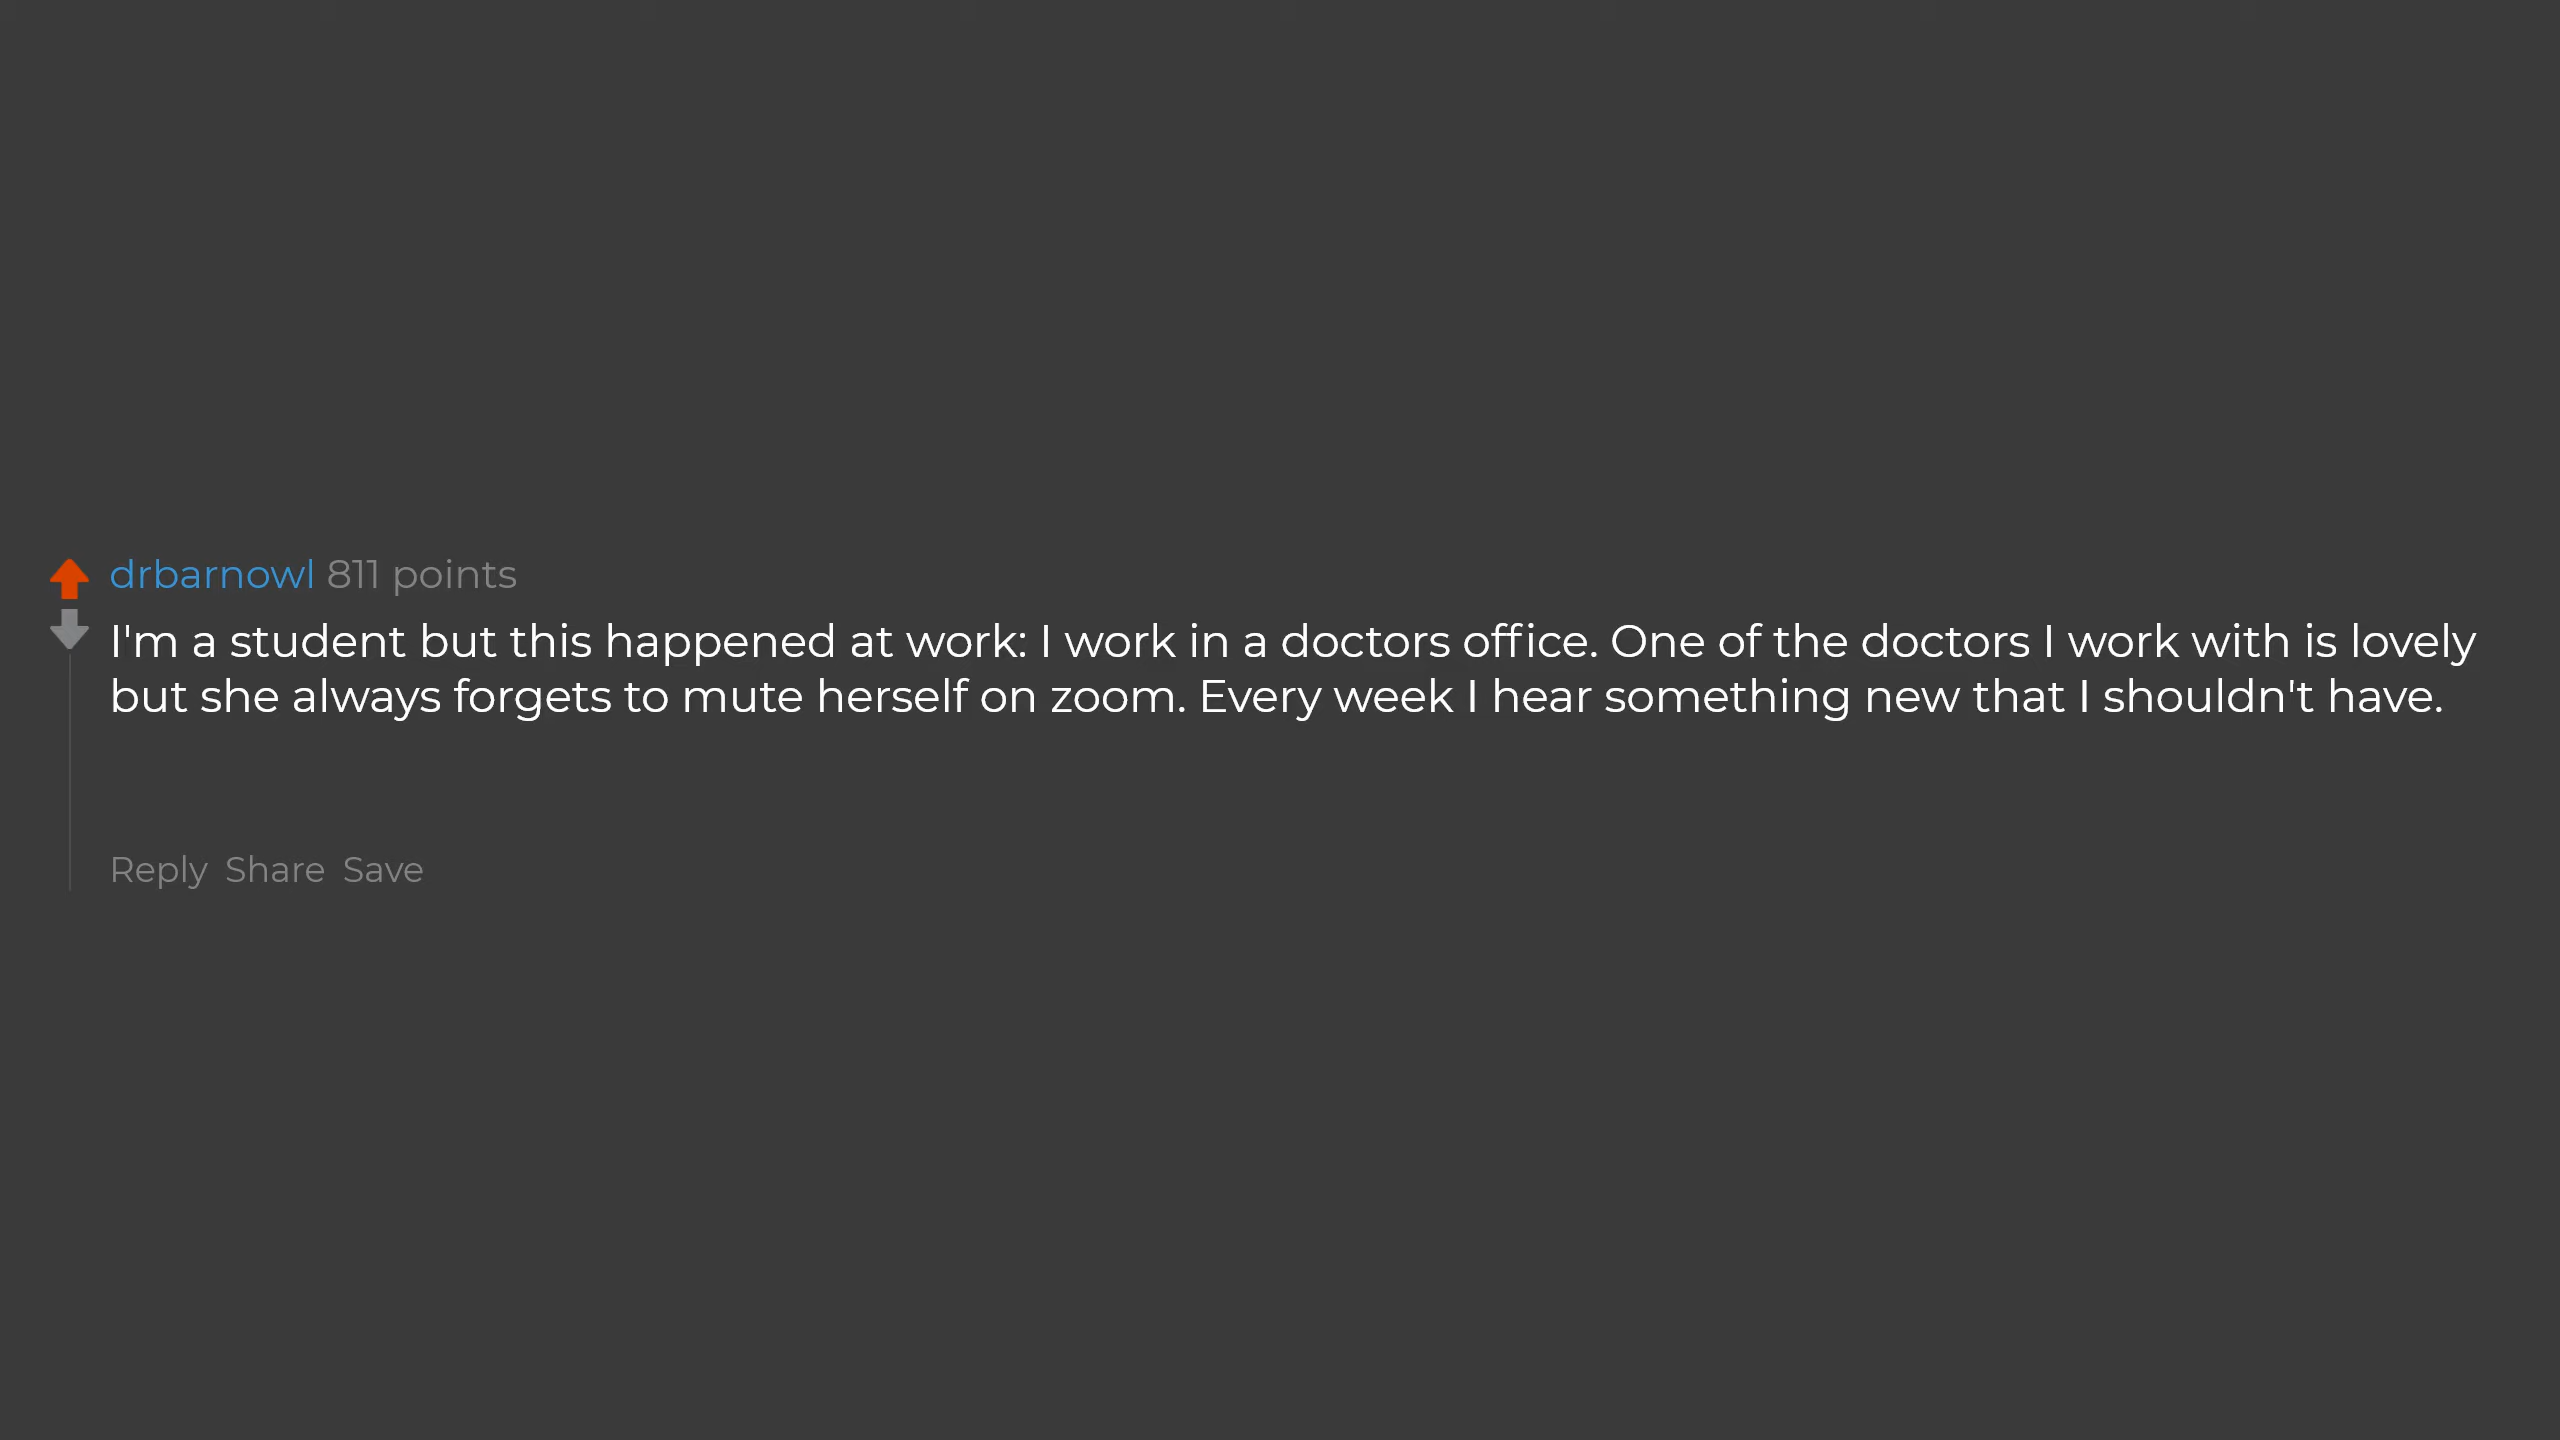 drbarnowl 811 points
I'm a student but this happened at work: I work in a doctors office. One of the doctors I work with is lovely
but she always forgets to mute herself on zoom. Every week I hear something new that I shouldn't have.
Reply Share Save